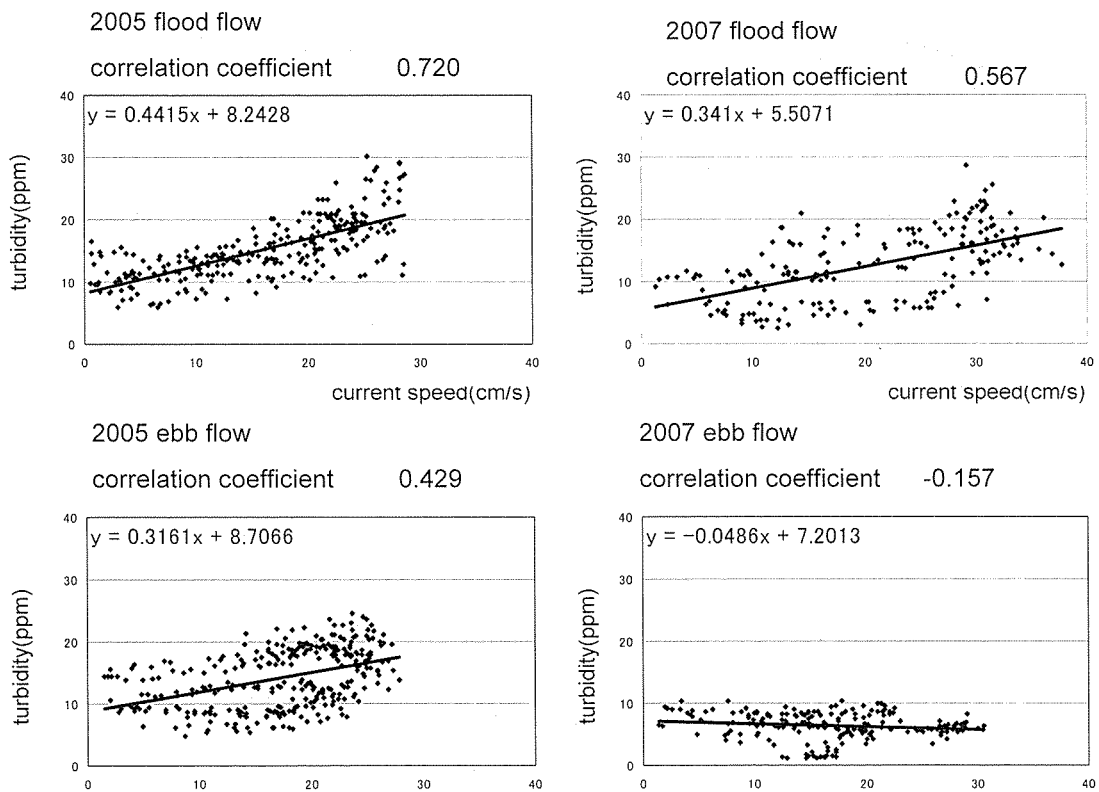 2005 flood flow
correlation coefficient 0.720
y = 0.4415x + 8.2428
turbidity(ppm)
40
30
20
10
0
0 10 20 30 40
current speed(cm/s)
2007 flood flow
correlation coefficient 0.567
y = 0.341x + 5.5071
turbidity(ppm)
40
30
20
10
0
0 10 20 30 40
current speed(cm/s)
2005 ebb flow
correlation coefficient 0.429
y = 0.3161x + 8.7066
turbidity(ppm)
40
30
20
10
0
0 10 20 30 40
2007 ebb flow
correlation coefficient -0.157
y = −0.0486x + 7.2013
turbidity(ppm)
40
30
20
10
0
0 10 20 30 40